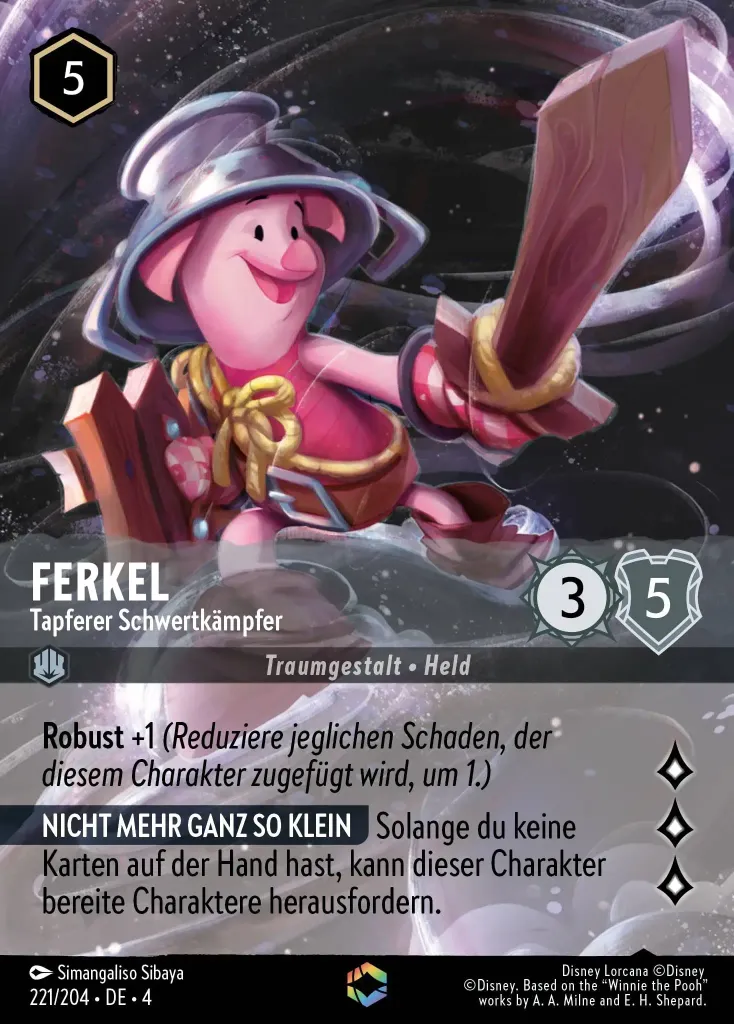 5
FERKEL
Tapferer Schwertkämpfer
3
5
Traumgestalt • Held
Robust +1 (Reduziere jeglichen Schaden, der
diesem Charakter zugefügt wird, um 1.)
NICHT MEHR GANZ SO KLEIN Solange du keine
Karten auf der Hand hast, kann dieser Charakter
bereite Charaktere herausfordern.
Simangaliso Sibaya
221/204 • DE • 4
Disney Lorcana ©Disney
©Disney. Based on the “Winnie the Pooh”
works by A. A. Milne and E. H. Shepard.